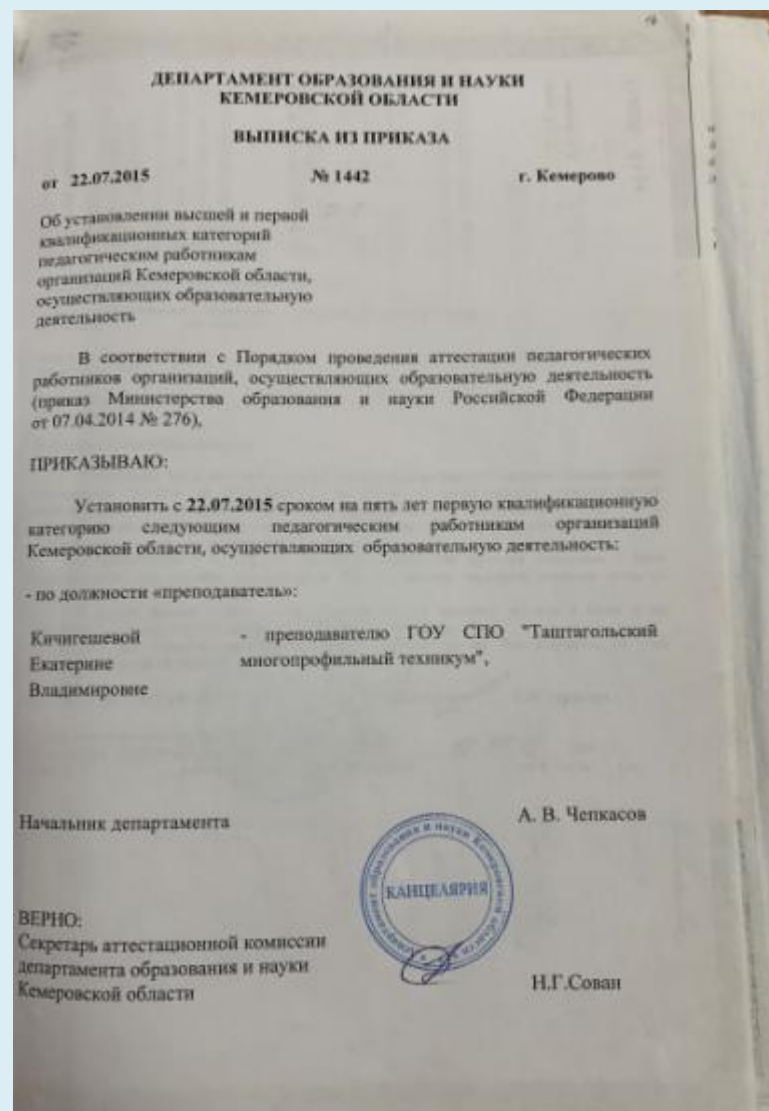 ДЕПАРТАМЕНТ ОБРАЗОВАНИЯ И НАУКИ
КЕМЕРОВСКОЙ ОБЛАСТИ
ВЫПИСКА ИЗ ПРИКАЗА
от 22.07.2015 № 1442 г. Кемерово
Об установлении высшей и первой
квалификационных категорий
педагогическим работникам
организаций Кемеровской области,
осуществляющих образовательную
деятельность
В соответствии с Порядком проведения аттестации педагогических
работников организаций, осуществляющих образовательную деятельность
(приказ Министерства образования и науки Российской Федерации
от 07.04.2014 № 276),
ПРИКАЗЫВАЮ:
Установить с 22.07.2015 сроком на пять лет первую квалификационную
категорию следующим педагогическим работникам организаций
Кемеровской области, осуществляющих образовательную деятельность:
- по должности «преподаватель»:
Кичигешевой - преподавателю ГОУ СПО "Таштагольский
Екатерине многопрофильный техникум",
Владимировне
Начальник департамента А. В. Чепкасов
Департамент образования и науки Кемеровской области
КАНЦЕЛЯРИЯ
ВЕРНО:
Секретарь аттестационной комиссии
департамента образования и науки
Кемеровской области Н.Г.Сован